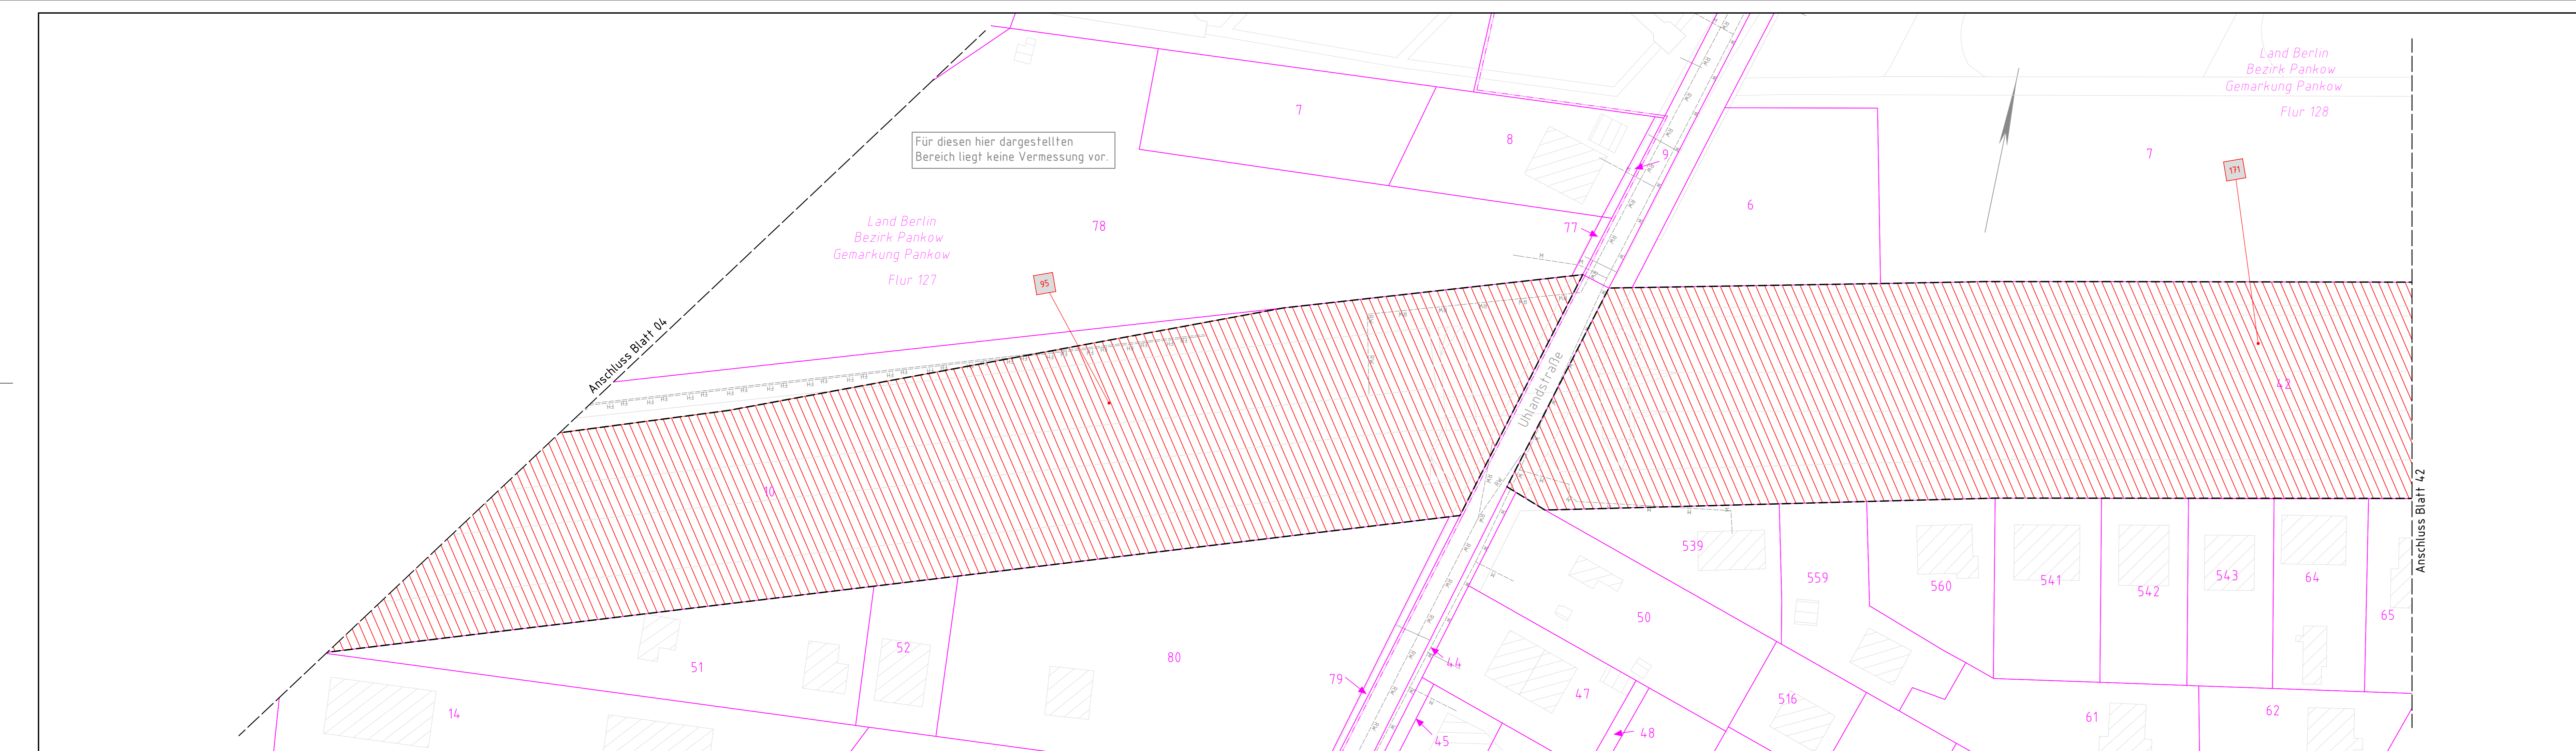 Land Berlin
Bezirk Pankow
Gemarkung Pankow
Flur 128
7
8
Für diesen hier dargestellten
Bereich liegt keine Vermessung vor.
9
7
171
6
Land Berlin
Bezirk Pankow
Gemarkung Pankow
Flur 127
78
77
95
Anschluss Blatt 04
Uhlandstraße
42
10
Anschluss Blatt 42
539
559
560
541
542
543
64
65
50
51
52
80
79
44
47
516
14
45
48
61
62